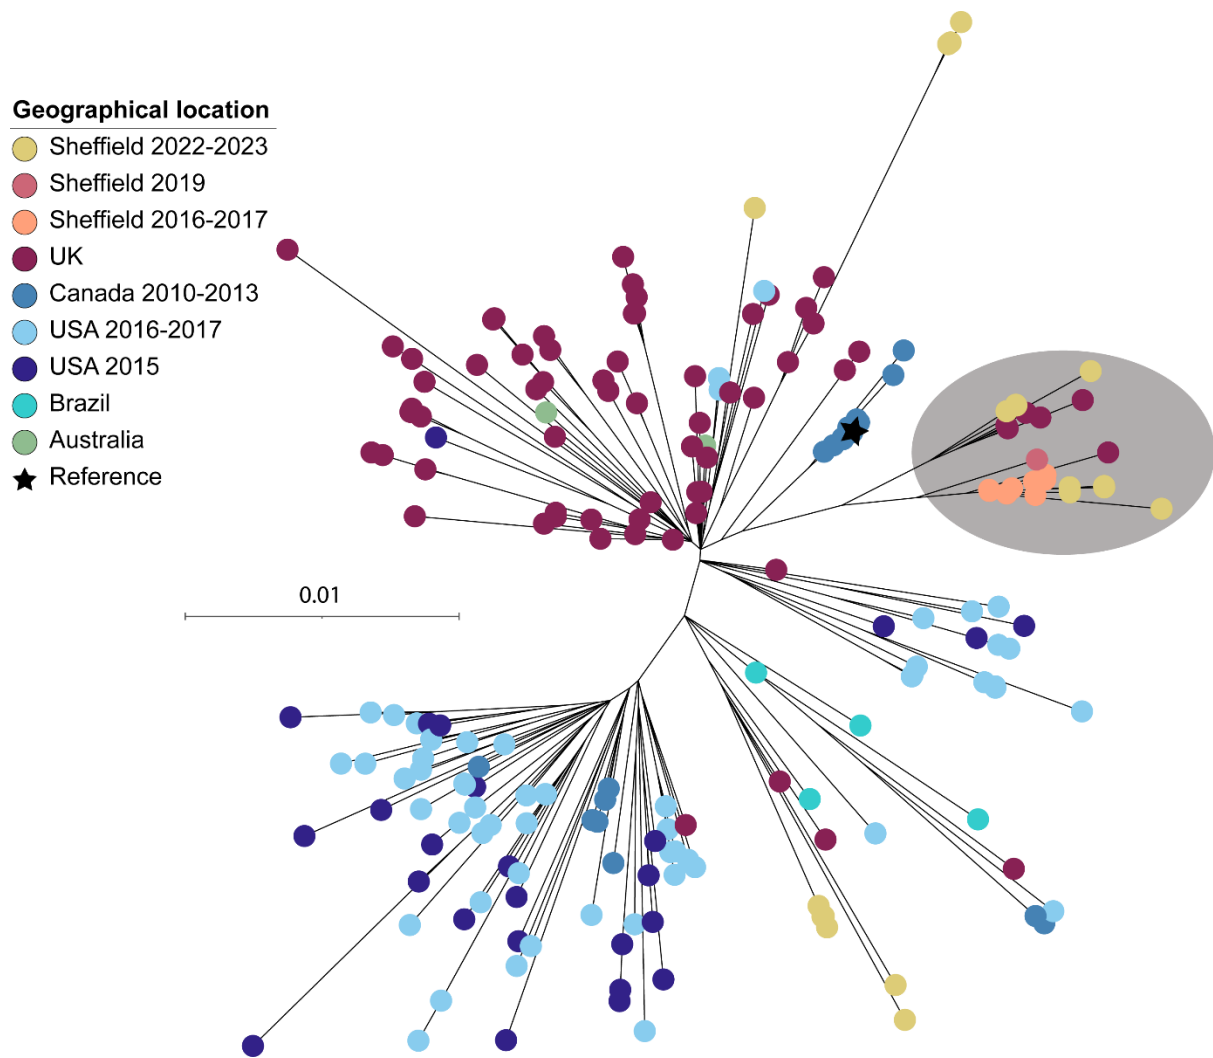 Geographical location
Sheffield 2022-2023
Sheffield 2019
Sheffield 2016-2017
UK
Canada 2010-2013
USA 2016-2017
USA 2015
Brazil
Australia
Reference
0.01